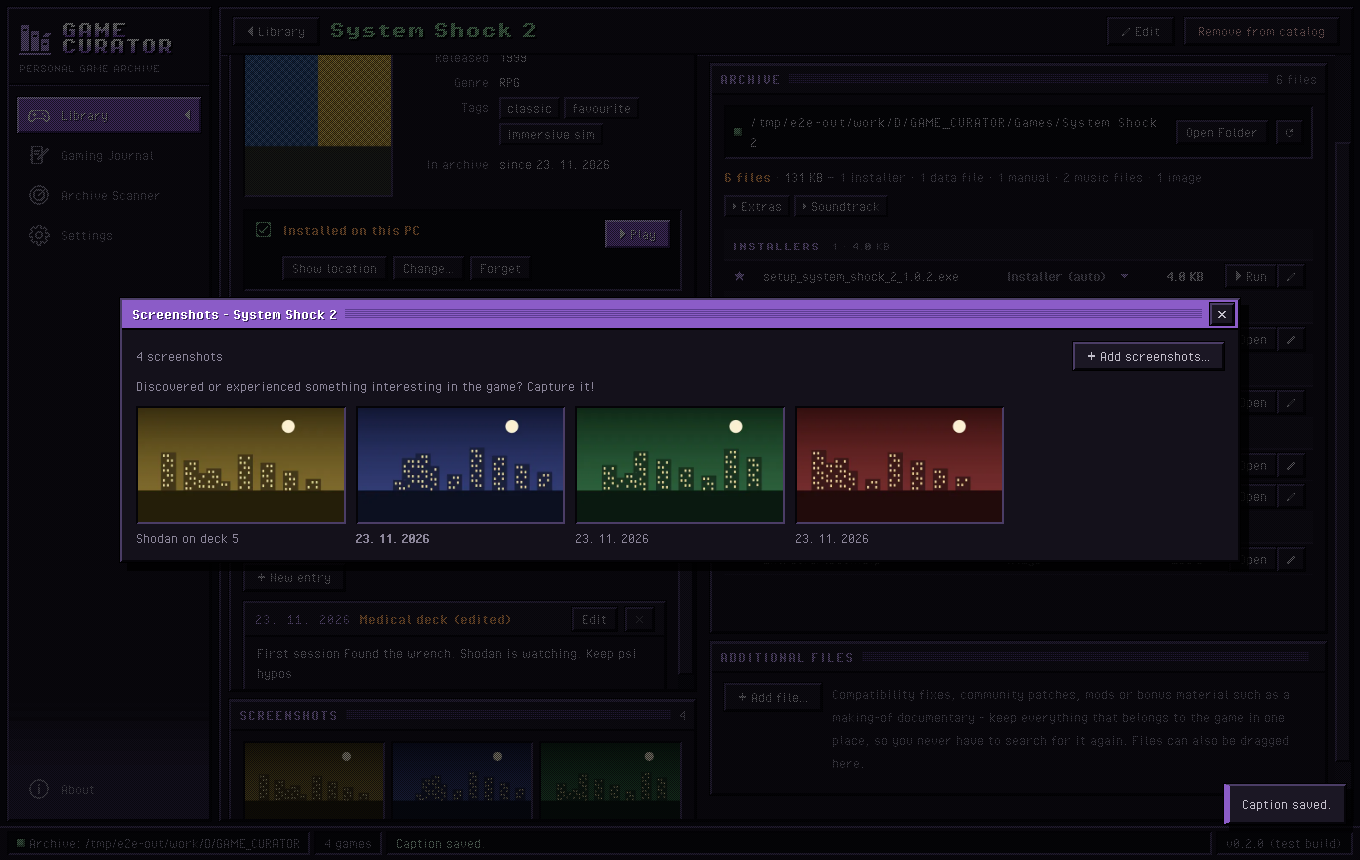 GAME
CURATOR
PERSONAL GAME ARCHIVE
Library
Gaming Journal
Archive Scanner
Settings
About
Library
System Shock 2
Edit
Remove from catalog
Released 1999
Genre RPG
Tags classic favourite
immersive sim
In archive since 23. 11. 2026
Installed on this PC
Play
Show location Change... Forget
ARCHIVE 6 files
/tmp/e2e-out/work/D/GAME_CURATOR/Games/System Shock
2
Open Folder
6 files · 131 KB — 1 installer · 1 data file · 1 manual · 2 music files · 1 image
Extras Soundtrack
INSTALLERS 1 4.0 KB
setup_system_shock_2_1.0.2.exe Installer (auto) 4.0 KB Run
Screenshots - System Shock 2
4 screenshots
+ Add screenshots...
Discovered or experienced something interesting in the game? Capture it!
Shodan on deck 5
23. 11. 2026
23. 11. 2026
23. 11. 2026
+ New entry
23. 11. 2026 Medical deck (edited) Edit
First session Found the wrench. Shodan is watching. Keep psi
hypos
SCREENSHOTS 4
ADDITIONAL FILES
+ Add file...
Compatibility fixes, community patches, mods or bonus material such as a
making-of documentary - keep everything that belongs to the game in one
place, so you never have to search for it again. Files can also be dragged
here.
Caption saved.
Archive: /tmp/e2e-out/work/D/GAME_CURATOR
4 games
Caption saved.
v0.2.0 (test build)